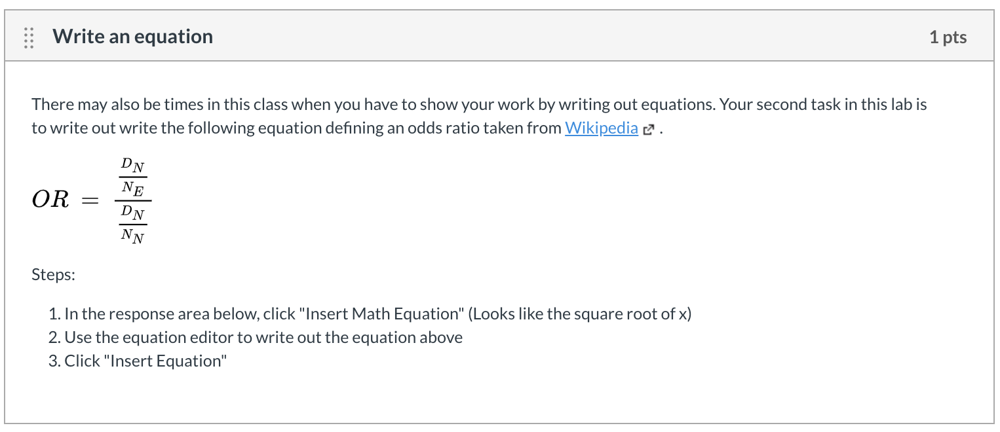 Write an equation
1 pts
There may also be times in this class when you have to show your work by writing out equations. Your second task in this lab is
to write out write the following equation defining an odds ratio taken from Wikipedia .
OR = \frac{\frac{D_N}{N_E}}{\frac{D_N}{N_N}}
Steps:
1. In the response area below, click "Insert Math Equation" (Looks like the square root of x)
2. Use the equation editor to write out the equation above
3. Click "Insert Equation"